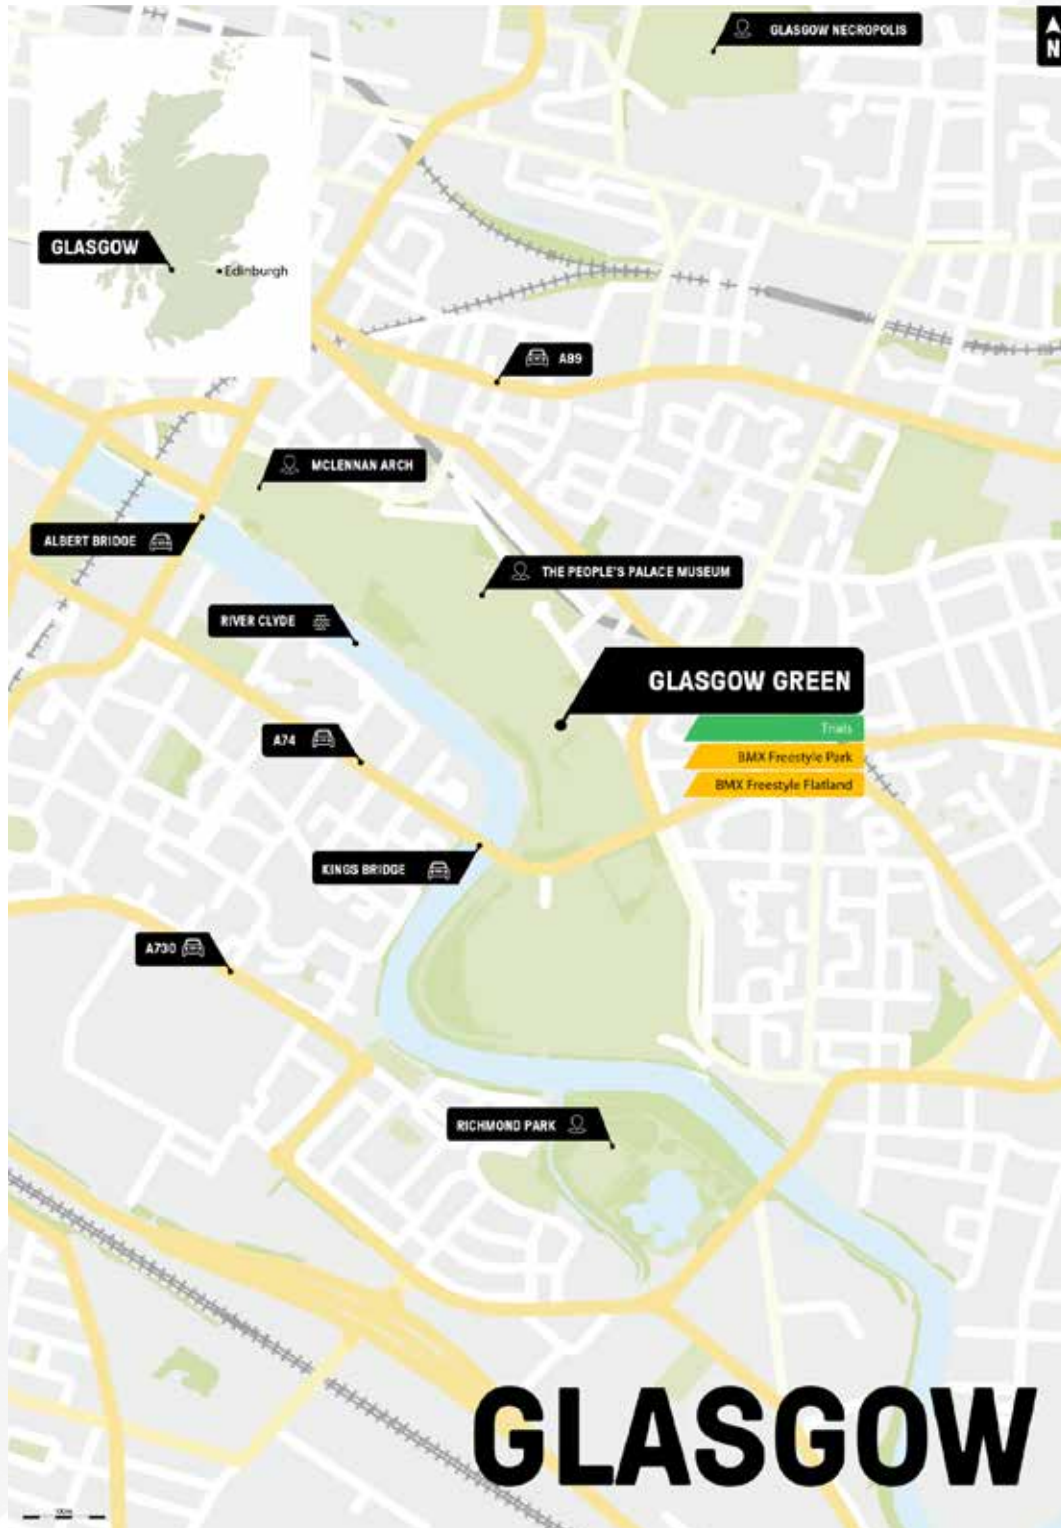 GLASGOW NECROPOLIS
N
GLASGOW
Edinburgh
A89
MCLENNAN ARCH
ALBERT BRIDGE
THE PEOPLE'S PALACE MUSEUM
RIVER CLYDE
GLASGOW GREEN
Trials
A74
BMX Freestyle Park
BMX Freestyle Flatland
KINGS BRIDGE
A730
RICHMOND PARK
GLASGOW